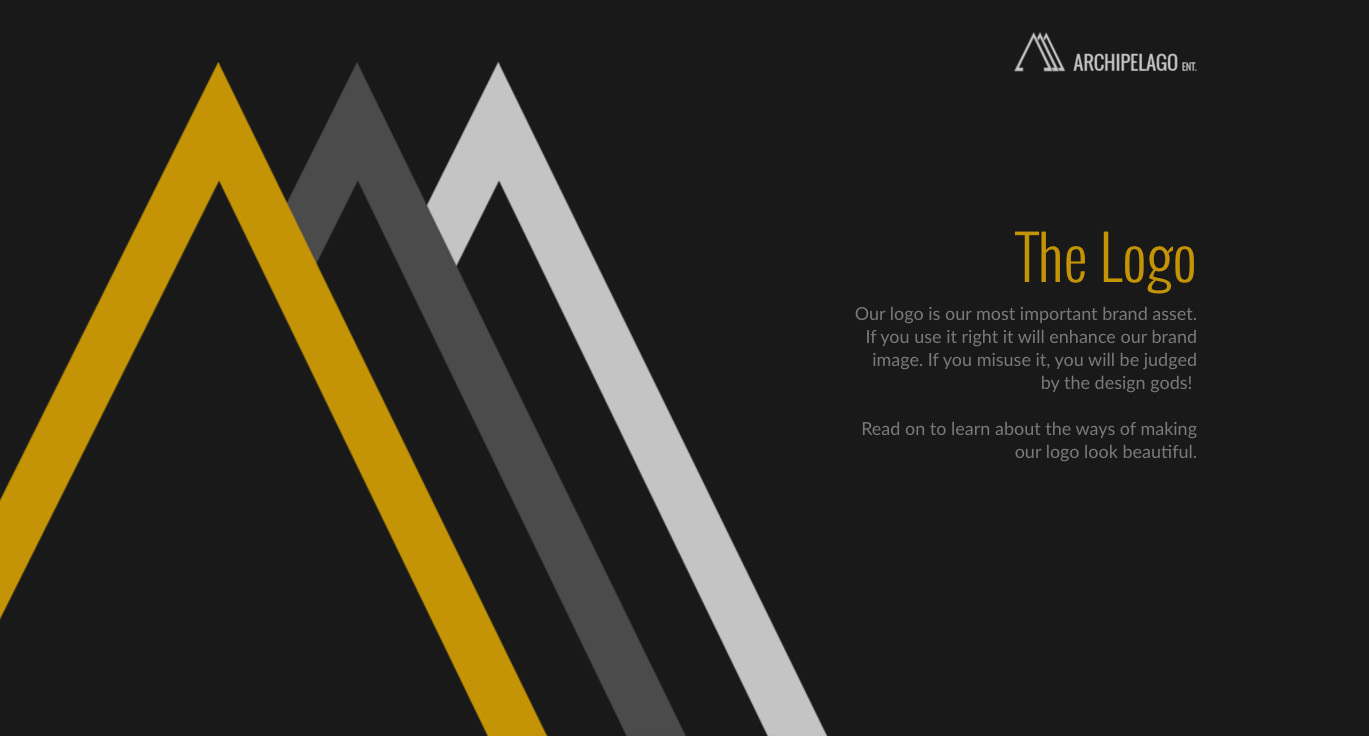 ARCHIPELAGO ENT.
The Logo
Our logo is our most important brand asset.
If you use it right it will enhance our brand
image. If you misuse it, you will be judged
by the design gods!
Read on to learn about the ways of making
our logo look beautiful.